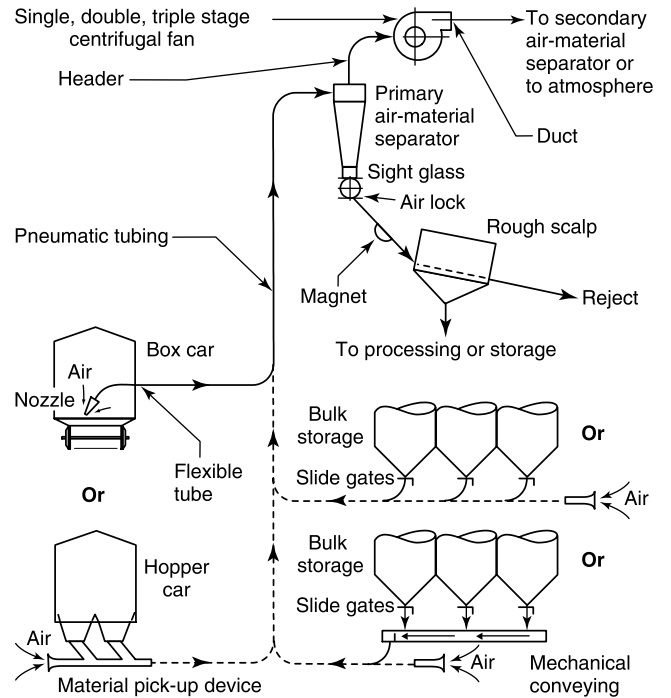 Single, double, triple stage
centrifugal fan
To secondary
air-material
separator or
to atmosphere
Header
Primary
air-material
separator
Duct
Sight glass
Air lock
Rough scalp
Pneumatic tubing
Magnet
Reject
To processing or storage
Box car
Air
Nozzle
Flexible
tube
Or
Bulk
storage
Or
Slide gates
Air
Hopper
car
Bulk
storage
Or
Slide gates
Air
Material pick-up device
Air
Mechanical
conveying